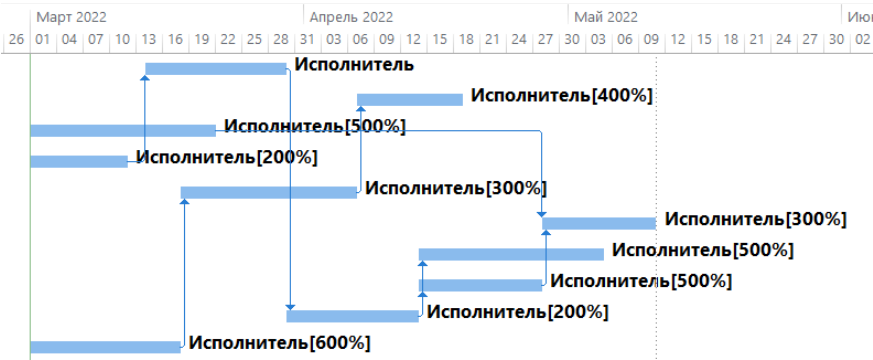 Март 2022 Апрель 2022 Май 2022 Июн
26 01 04 07 10 13 16 19 22 25 28 31 03 06 09 12 15 18 21 24 27 30 03 06 09 12 15 18 21 24 27 30 02
Исполнитель
Исполнитель[400%]
Исполнитель[500%]
Исполнитель[200%]
Исполнитель[300%]
Исполнитель[300%]
Исполнитель[500%]
Исполнитель[500%]
Исполнитель[200%]
Исполнитель[600%]